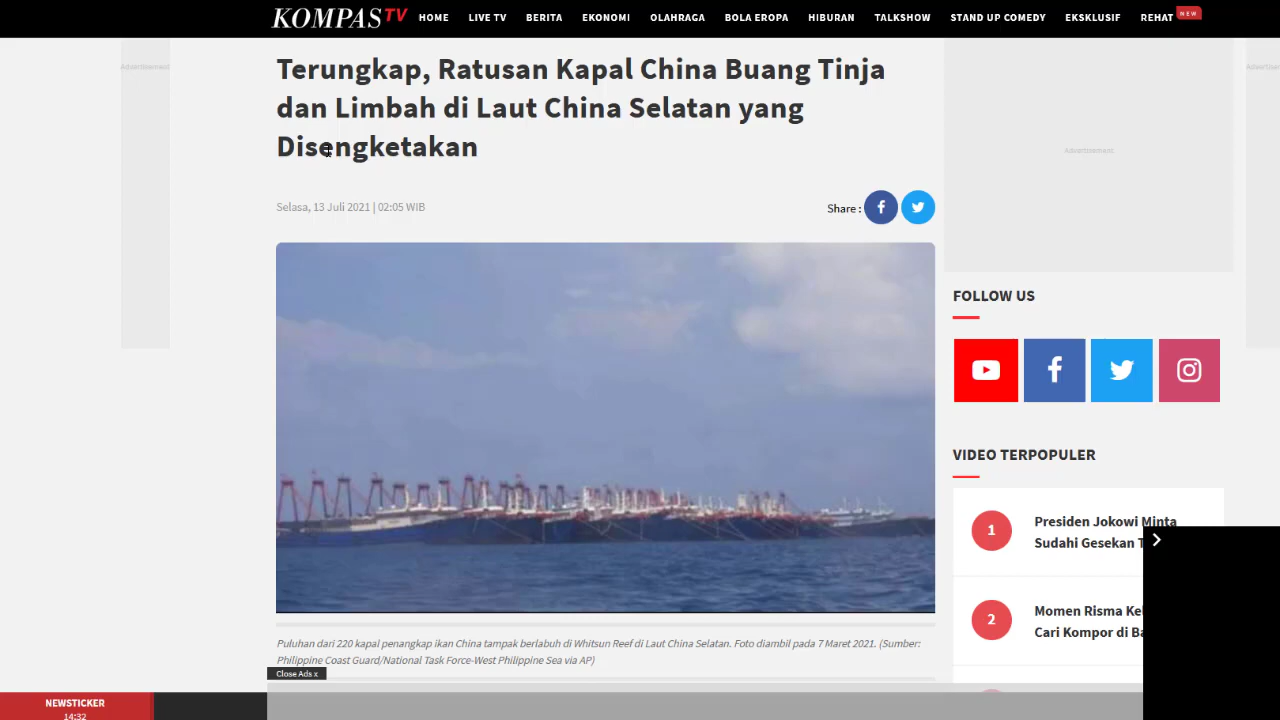 KOMPASTV HOME LIVE TV BERITA EKONOMI OLAHRAGA BOLA EROPA HIBURAN TALKSHOW STAND UP COMEDY EKSKLUSIF REHAT NEW
Advertisement
Terungkap, Ratusan Kapal China Buang Tinja
dan Limbah di Laut China Selatan yang
Disengketakan
Selasa, 13 Juli 2021 | 02:05 WIB
Share :
Puluhan dari 220 kapal penangkap ikan China tampak berlabuh di Whitsun Reef di Laut China Selatan. Foto diambil pada 7 Maret 2021. (Sumber:
Philippine Coast Guard/National Task Force-West Philippine Sea via AP)
Close Ads x
Advertisement
FOLLOW US
VIDEO TERPOPULER
1
Presiden Jokowi Minta
Sudahi Gesekan
2
Momen Risma
Cari Kompor di
NEWSTICKER
14:32